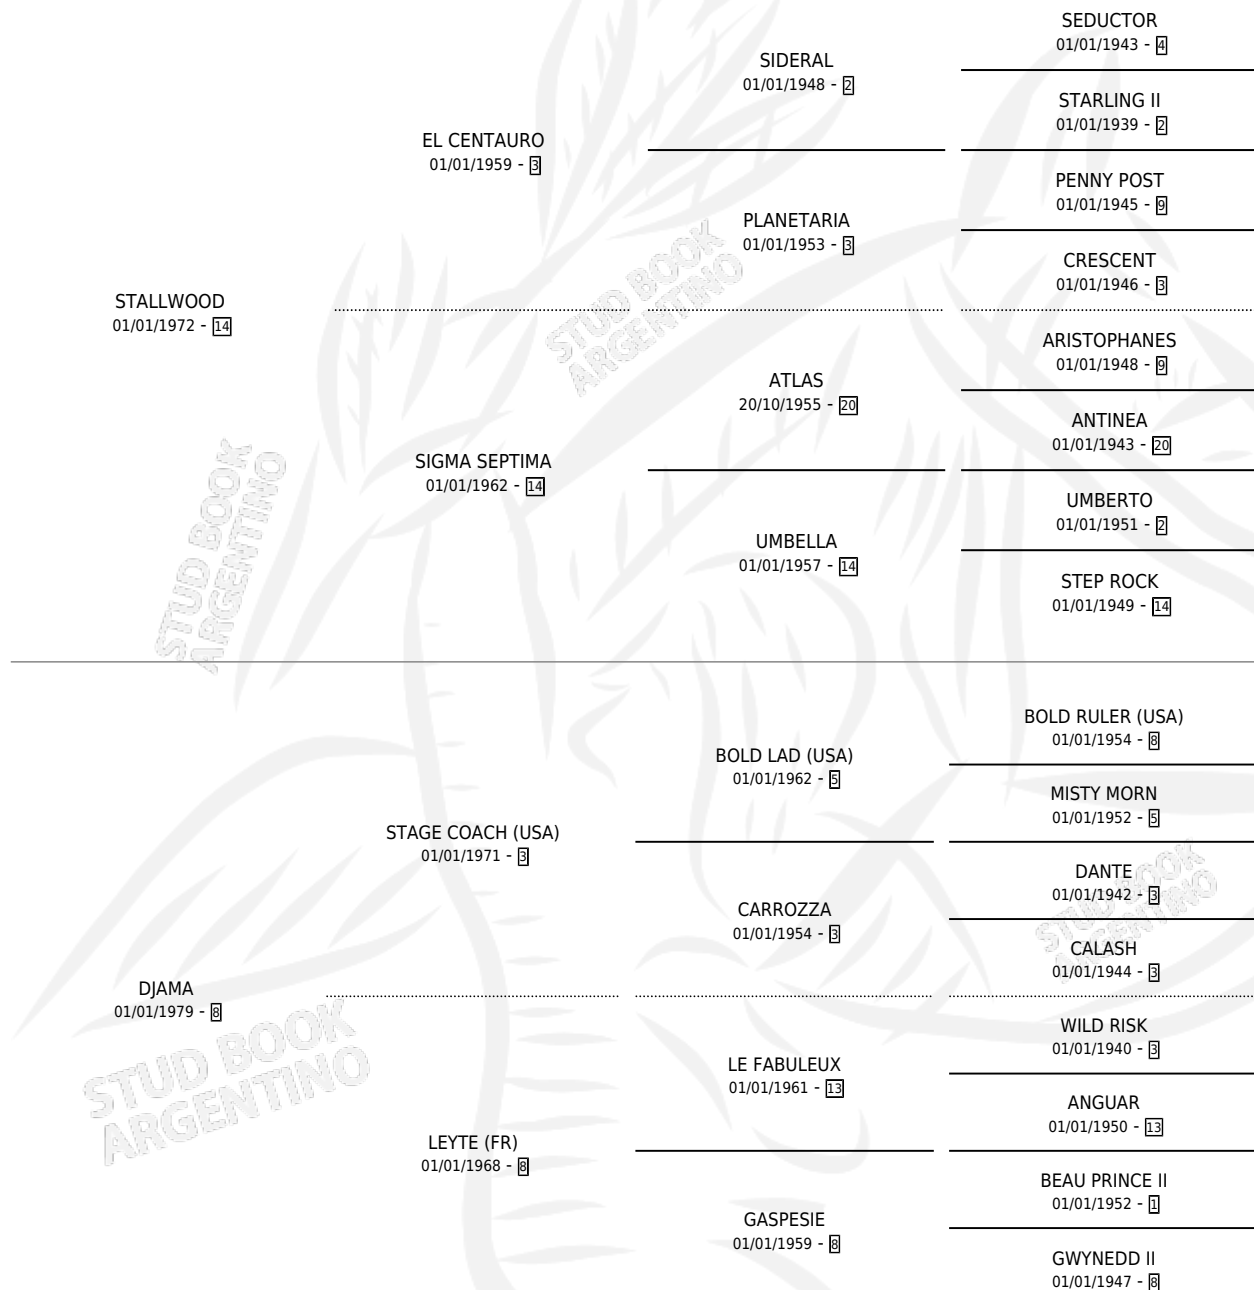 SEDUCTOR
01/01/1943 - 4
SIDERAL
01/01/1948 - 2
STARLING II
01/01/1939 - 2
EL CENTAURO
01/01/1959 - 3
PENNY POST
01/01/1945 - 9
PLANETARIA
01/01/1953 - 3
CRESCENT
01/01/1946 - 3
STALLWOOD
01/01/1972 - 14
ARISTOPHANES
01/01/1948 - 9
ATLAS
20/10/1955 - 20
ANTINEA
01/01/1943 - 20
SIGMA SEPTIMA
01/01/1962 - 14
UMBERTO
01/01/1951 - 2
UMBELLA
01/01/1957 - 14
STEP ROCK
01/01/1949 - 14
BOLD RULER (USA)
01/01/1954 - 8
BOLD LAD (USA)
01/01/1962 - 5
MISTY MORN
01/01/1952 - 5
STAGE COACH (USA)
01/01/1971 - 3
DANTE
01/01/1942 - 3
CARROZZA
01/01/1954 - 3
CALASH
01/01/1944 - 3
DJAMA
01/01/1979 - 8
WILD RISK
01/01/1940 - 3
LE FABULEUX
01/01/1961 - 13
ANGUAR
01/01/1950 - 13
LEYTE (FR)
01/01/1968 - 8
BEAU PRINCE II
01/01/1952 - 1
GASPESIE
01/01/1959 - 8
GWYNEDD II
01/01/1947 - 8
STUD BOOK
ARGENTINO
STUD BOOK
ARGENTINO
STUD BOOK
ARGENTINO
STUD BOOK
ARGENTINO